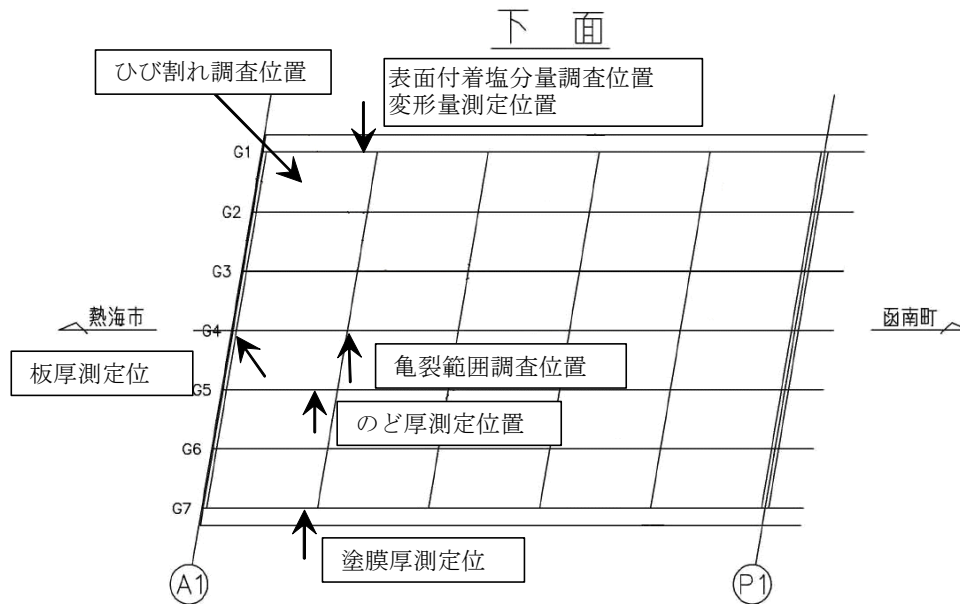 下面
ひび割れ調査位置
表面付着塩分量調査位置
変形量測定位置
G1
G2
G3
熱海市
G4
函南町
板厚測定位
亀裂範囲調査位置
G5
のど厚測定位置
G6
G7
塗膜厚測定位
A1
P1